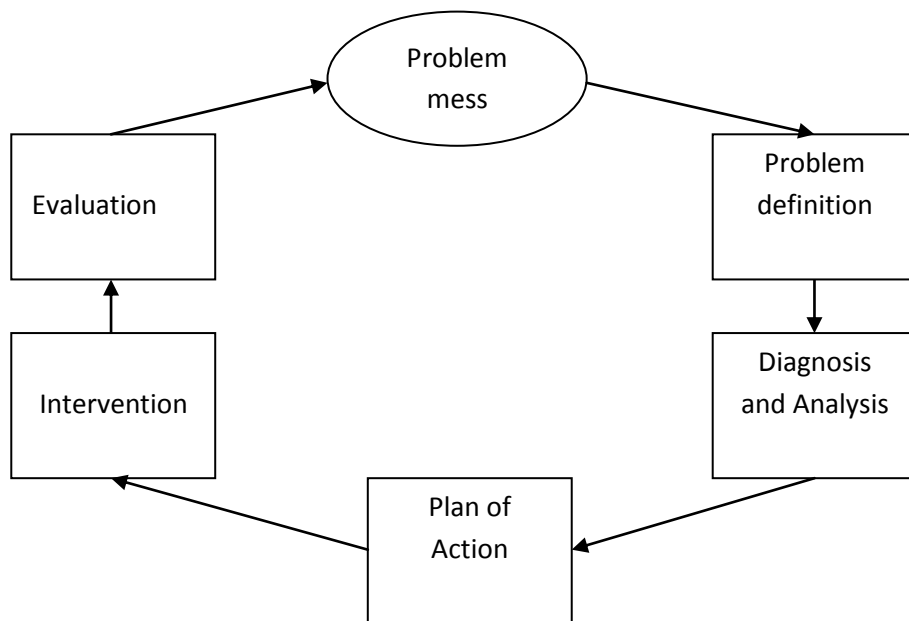 Problem
mess
Problem
definition
Diagnosis
and Analysis
Plan of
Action
Intervention
Evaluation